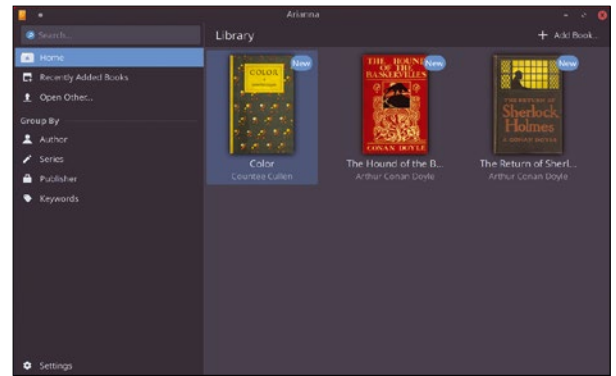 Arianna
Search...
Library
+ Add Book...
Home
Recently Added Books
Open Other...
Group By
Author
Series
Publisher
Keywords
Settings
New
COLOR
Color
Countee Cullen
New
THE HOUND
OF THE
BASKERVILLES
CONAN DOYLE
The Hound of the B...
Arthur Conan Doyle
New
THE RETURN OF
Sherlock
Holmes
A CONAN DOYLE
The Return of Sherl...
Arthur Conan Doyle